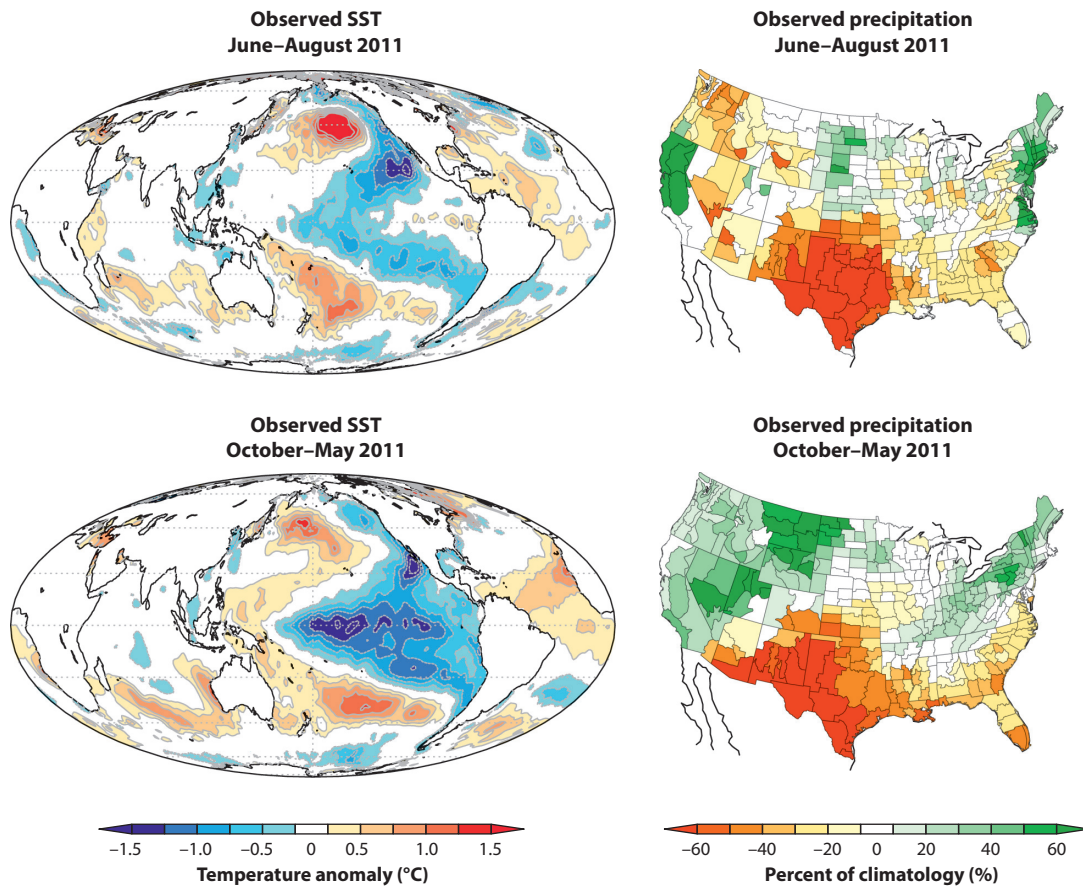 Observed SST
June–August 2011
Observed precipitation
June–August 2011
Observed SST
October–May 2011
Observed precipitation
October–May 2011
−1.5 −1.0 −0.5 0 0.5 1.0 1.5
Temperature anomaly (°C)
−60 −40 −20 0 20 40 60
Percent of climatology (%)